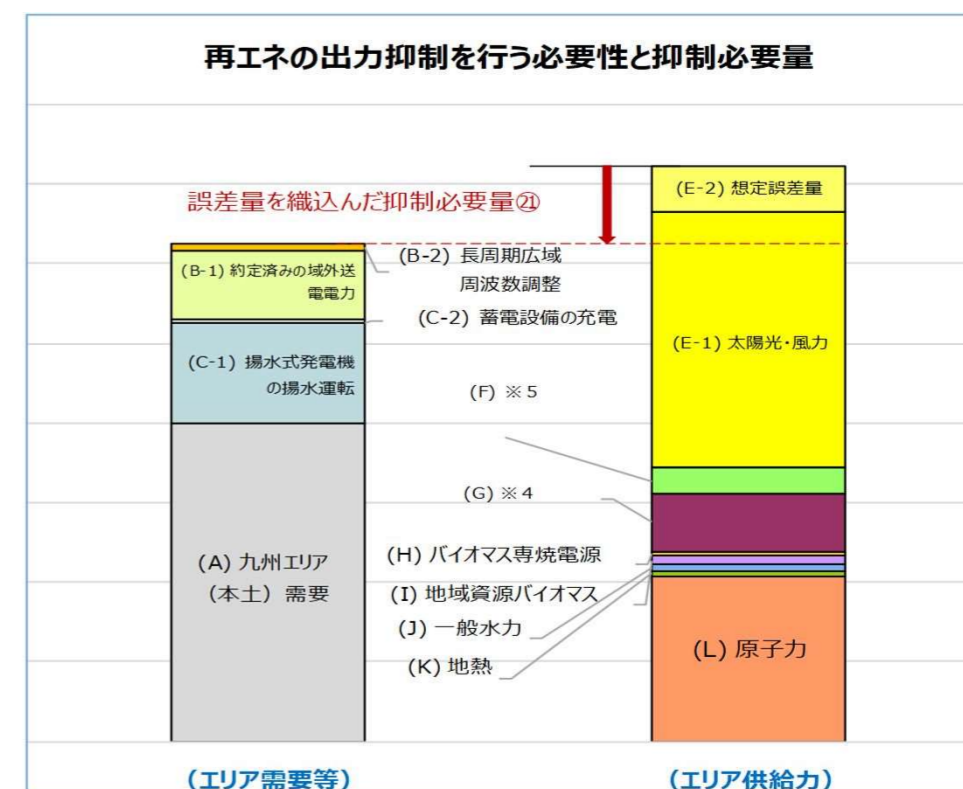 再エネの出力抑制を行う必要性と抑制必要量
誤差量を織込んだ抑制必要量㉑
(B-1) 約定済みの域外送
電電力
(C-1) 揚水式発電機
の揚水運転
(A) 九州エリア
(本土)需要
(B-2) 長周期広域
周波数調整
(C-2) 蓄電設備の充電
(F) ※5
(G) ※4
(H) バイオマス専焼電源
(I) 地域資源バイオマス
(J) 一般水力
(K) 地熱
(E-2) 想定誤差量
(E-1) 太陽光・風力
(L) 原子力
(エリア需要等)
(エリア供給力)